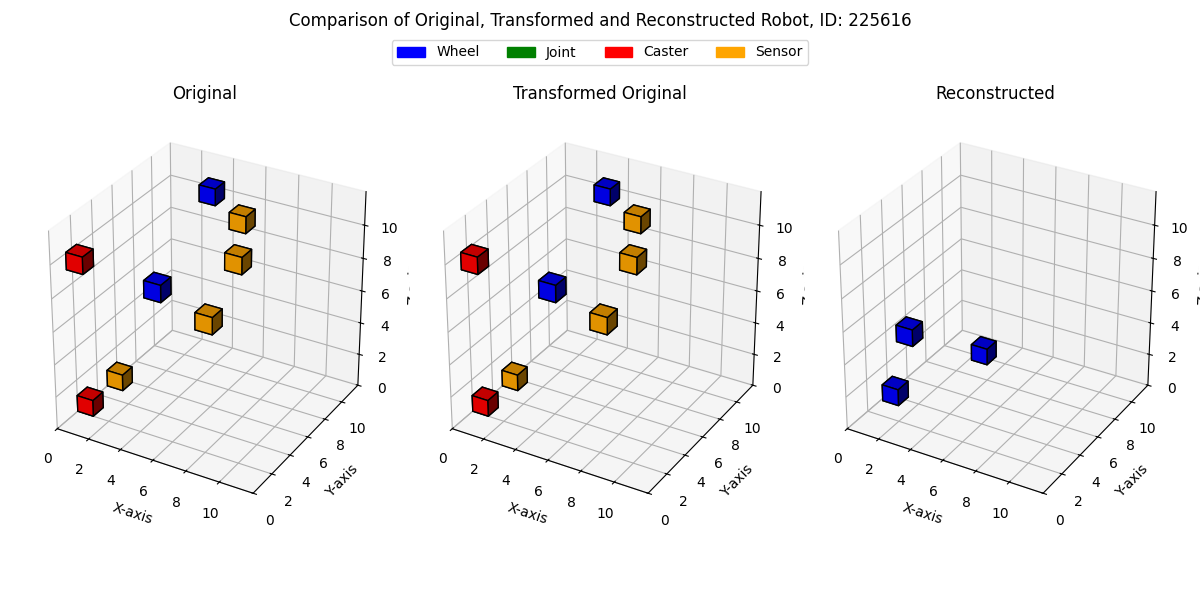 Comparison of Original, Transformed and Reconstructed Robot, ID: 225616
Wheel Joint Caster Sensor
Original
0 2 4 6 8 10
X-axis
0 2 4 6 8 10
Y-axis
0 2 4 6 8 10
Transformed Original
0 2 4 6 8 10
X-axis
0 2 4 6 8 10
Y-axis
0 2 4 6 8 10
Reconstructed
0 2 4 6 8 10
X-axis
0 2 4 6 8 10
Y-axis
0 2 4 6 8 10